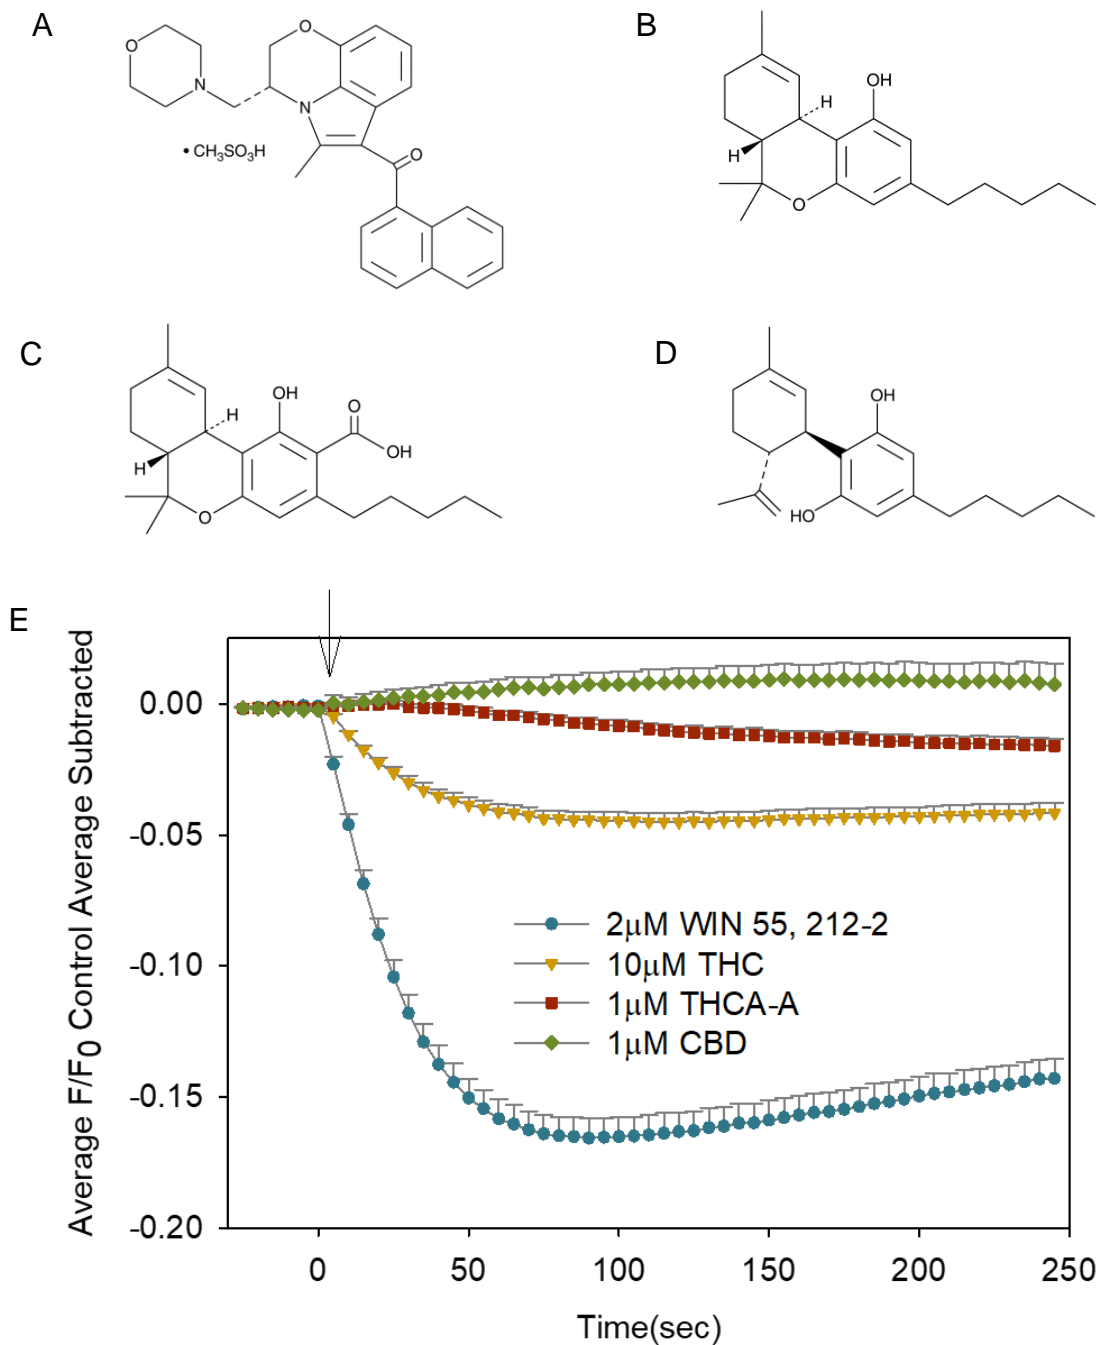 A
B
O
O
N
N
OH
H
H
O
• CH₃SO₃H
O
C
D
H
OH
O
OH
H
O
OH
HO
E
Average F/F₀ Control Average Subtracted
0.00
-0.05
-0.10
-0.15
-0.20
2μM WIN 55, 212-2
10μM THC
1μM THCA-A
1μM CBD
0 50 100 150 200 250
Time(sec)